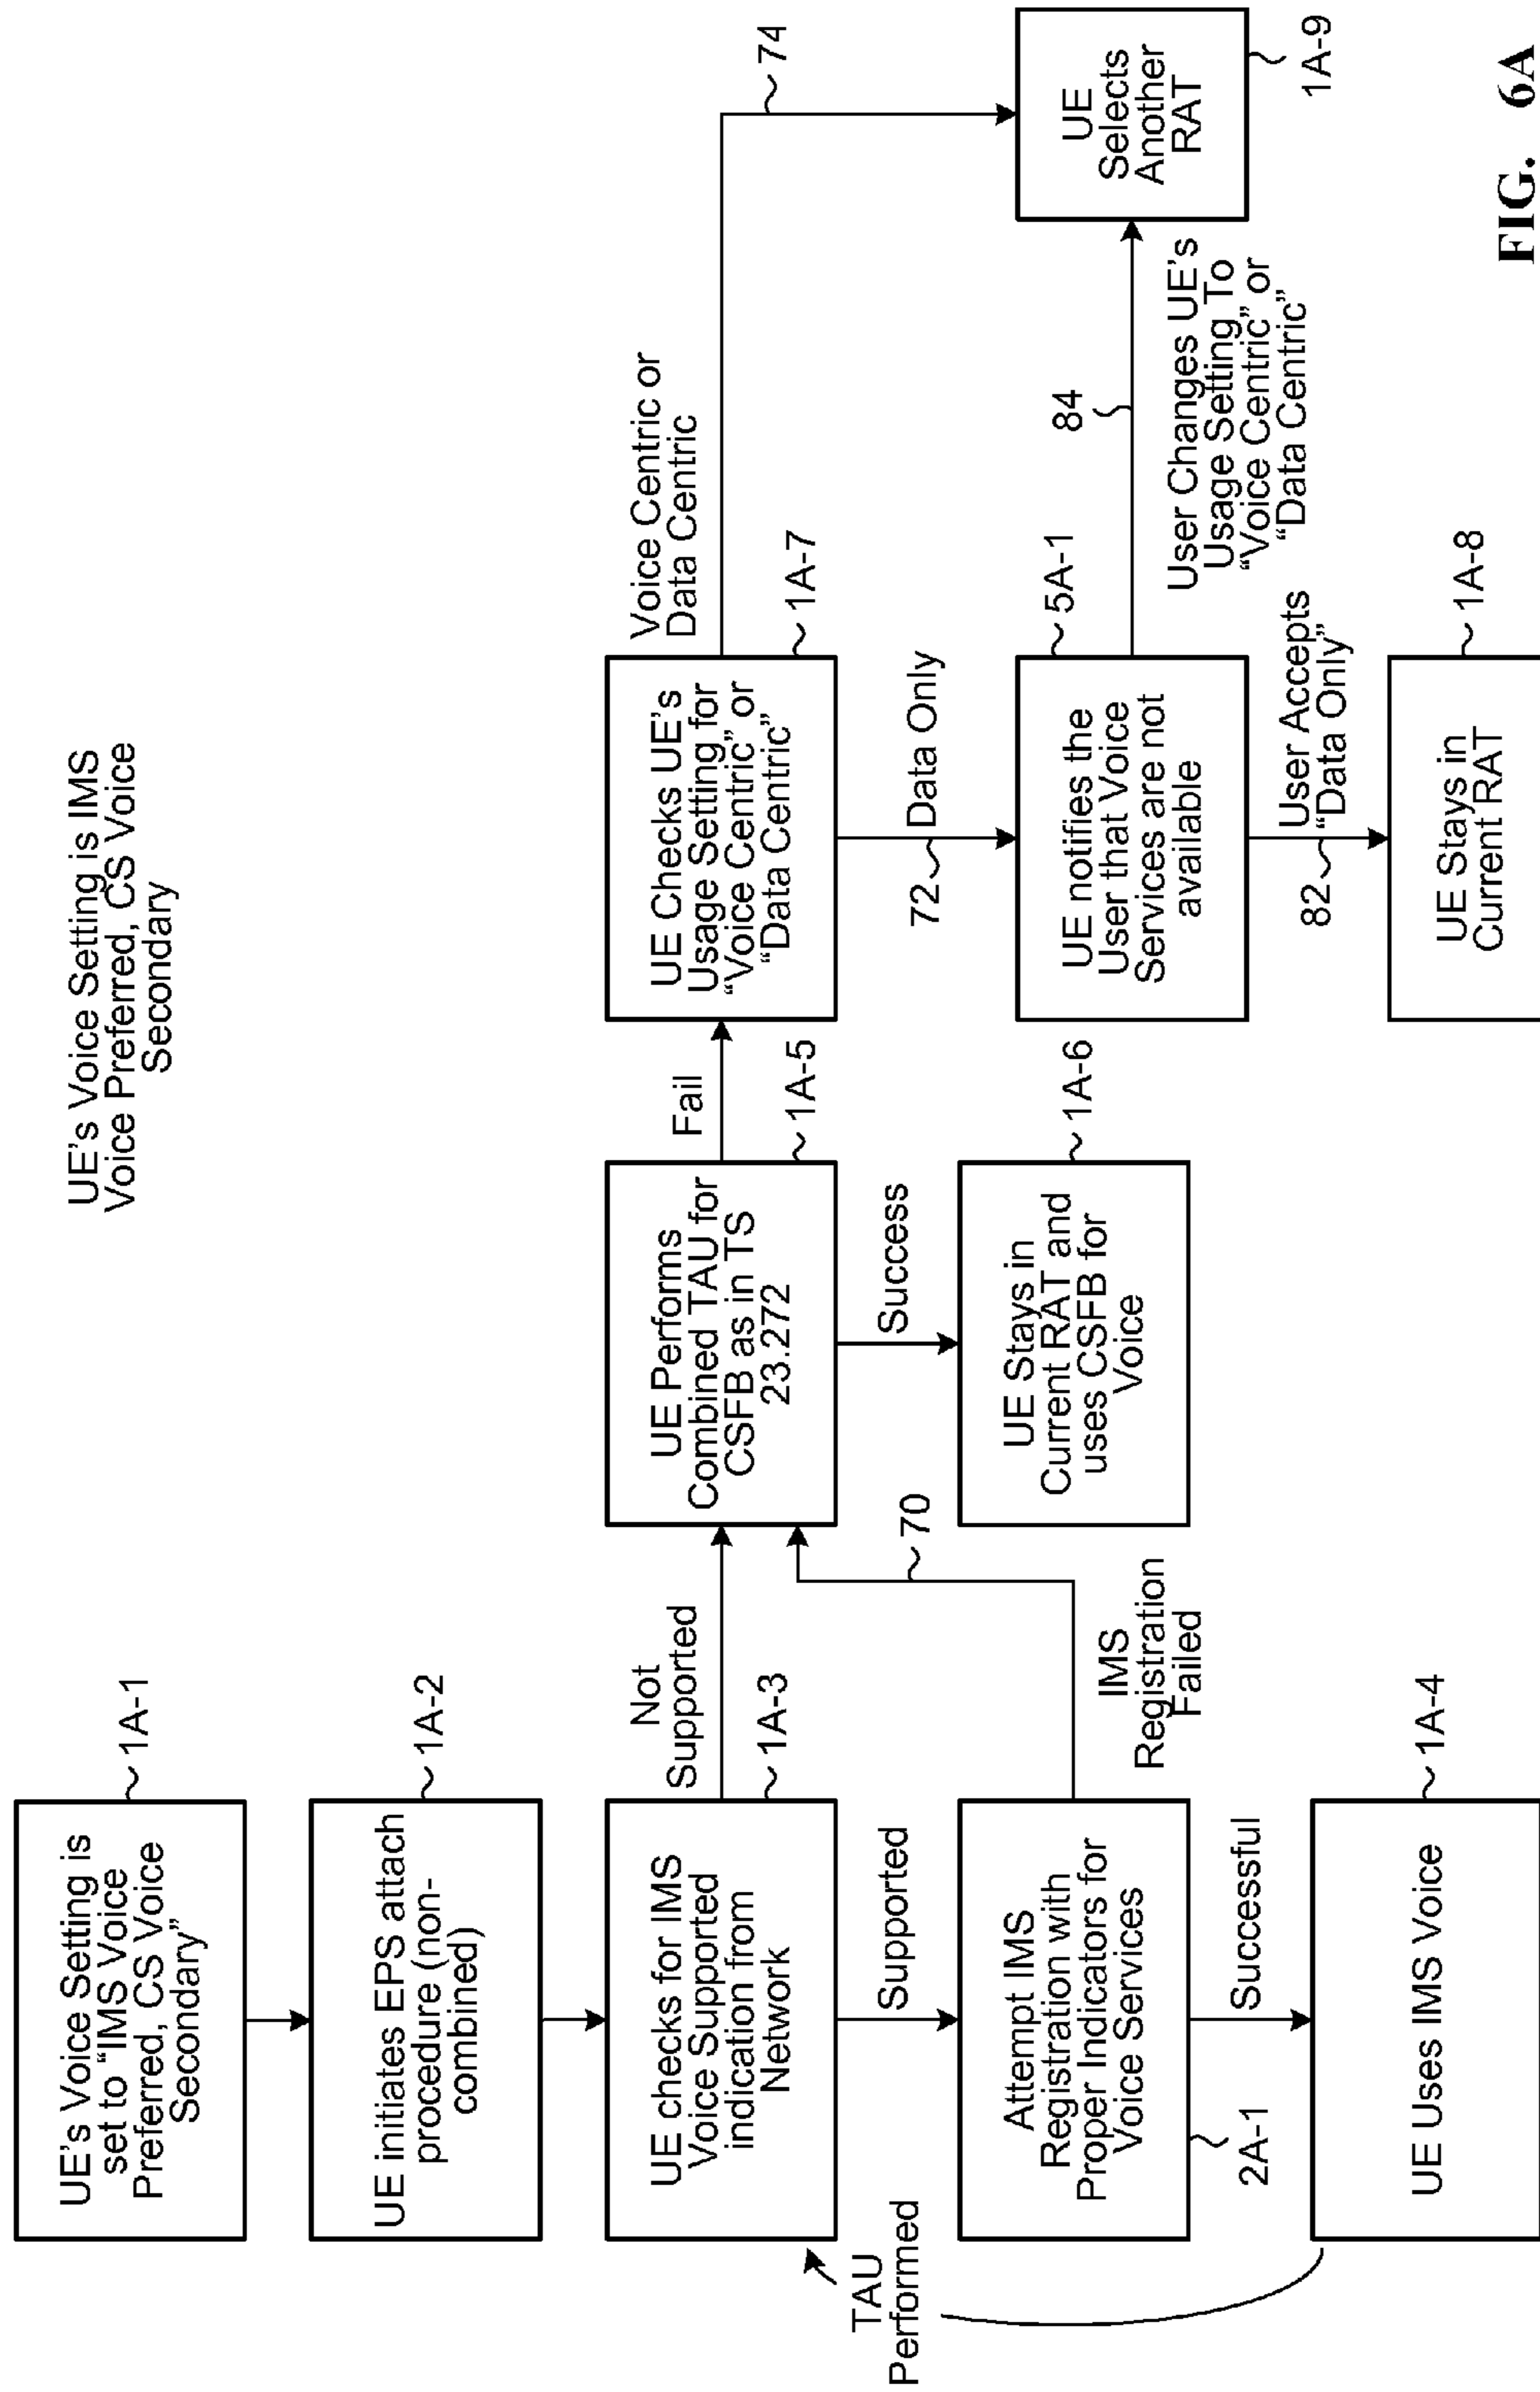 UE's Voice Setting is IMS
Voice Preferred, CS Voice
Secondary
UE's Voice Setting is
set to "IMS Voice
Preferred, CS Voice
Secondary"
1A-1
UE initiates EPS attach
procedure (non-
combined)
1A-2
UE checks for IMS
Voice Supported
indication from
Network
1A-3
Not
Supported
UE Performs
Combined TAU for
CSFB as in TS
23.272
1A-5
Fail
UE Checks UE's
Usage Setting for
"Voice Centric" or
"Data Centric"
1A-7
Voice Centric or
Data Centric
74
TAU
Performed
Supported
Success
72
Data Only
Attempt IMS
Registration with
Proper Indicators for
Voice Services
2A-1
IMS
Registration
Failed
70
UE Stays in
Current RAT and
uses CSFB for
Voice
1A-6
UE notifies the
User that Voice
Services are not
available
5A-1
84
User Changes UE's
Usage Setting To
"Voice Centric" or
"Data Centric"
UE
Selects
Another
RAT
1A-9
Successful
82
User Accepts
"Data Only"
UE Uses IMS Voice
1A-4
UE Stays in
Current RAT
1A-8
FIG. 6A